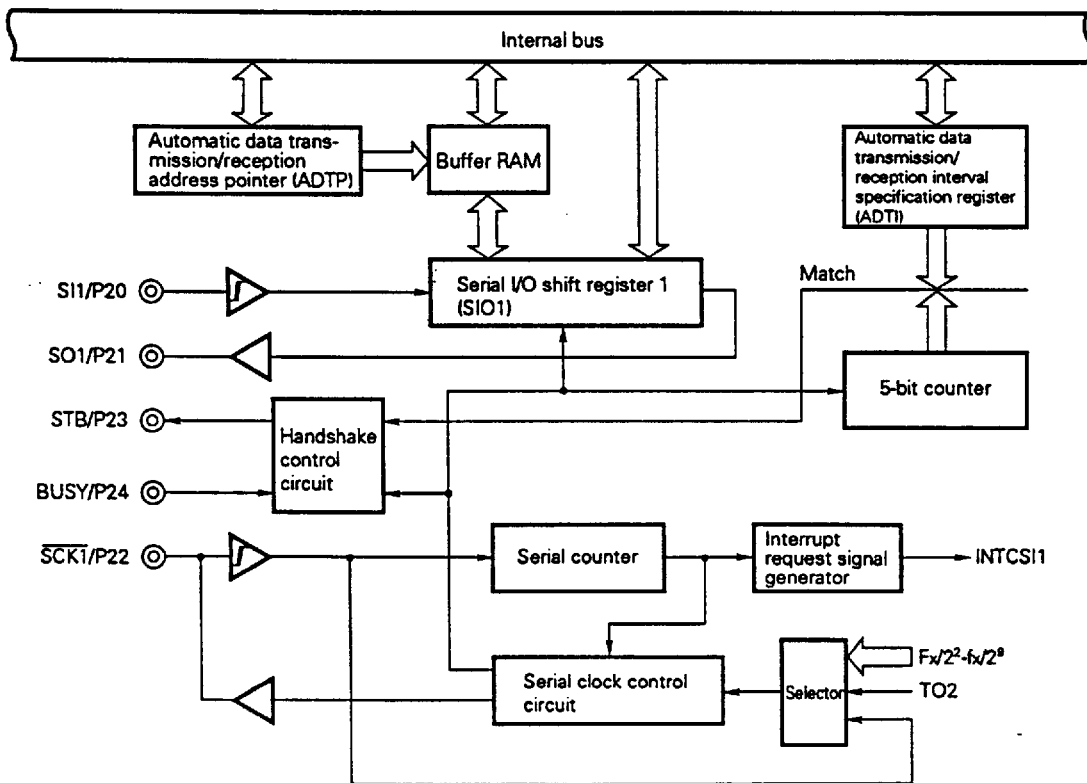 Internal bus
Automatic data trans-
mission/reception
address pointer (ADTP)
Buffer RAM
Automatic data
transmission/
reception interval
specification register
(ADTI)
Match
SI1/P20
Serial I/O shift register 1
(SIO1)
SO1/P21
5-bit counter
STB/P23
Handshake
control
circuit
BUSY/P24
SCK1/P22
Serial counter
Interrupt
request signal
generator
INTCSI1
Fx/2²-fx/2⁹
Serial clock control
circuit
Selector
TO2